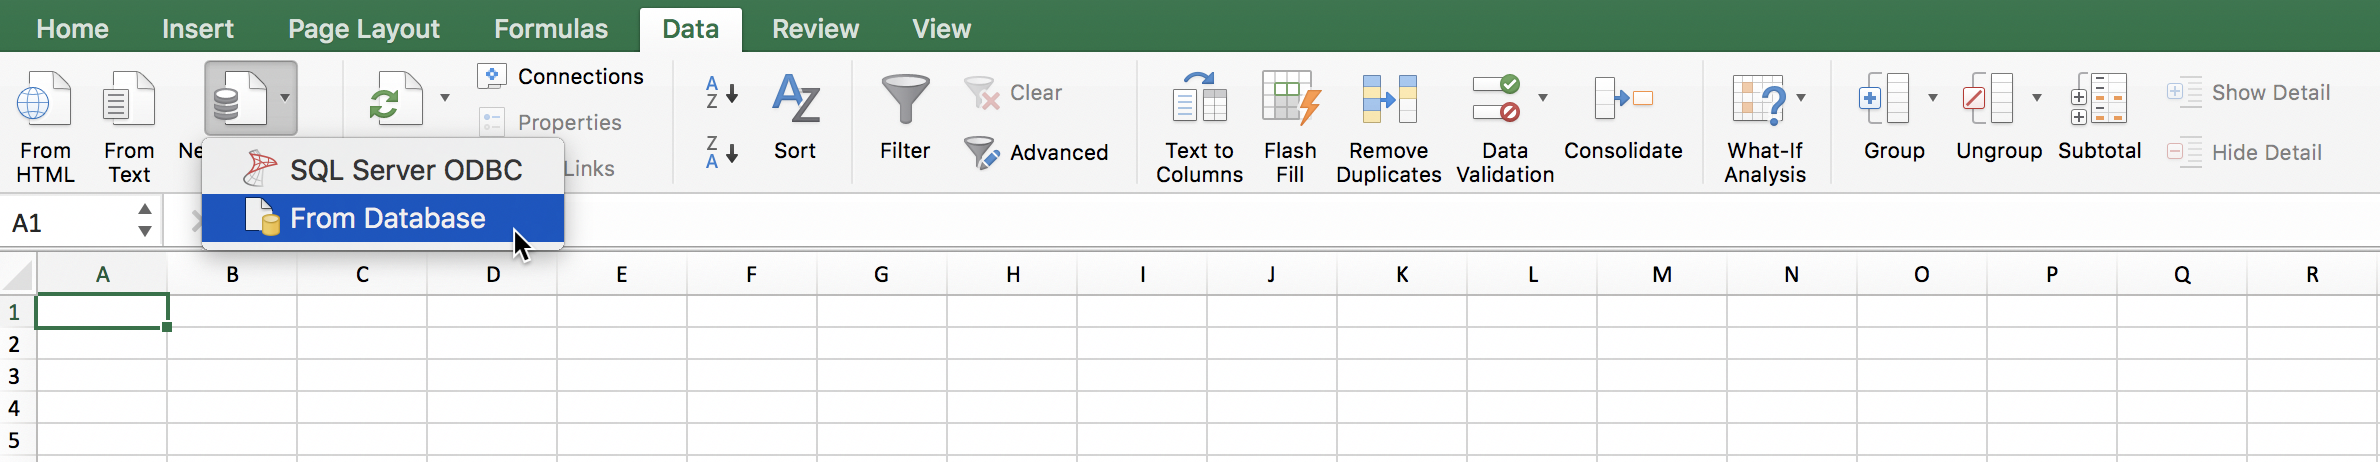 Home Insert Page Layout Formulas Data Review View
Connections
Properties
Links
From HTML
From Text
Ne
SQL Server ODBC
From Database
A
Z
Z
A
Sort
Filter
Clear
Advanced
Text to Columns
Flash Fill
Remove Duplicates
Data Validation
Consolidate
What-If Analysis
Group
Ungroup
Subtotal
Show Detail
Hide Detail
A1
A B C D E F G H I J K L M N O P Q R
1
2
3
4
5